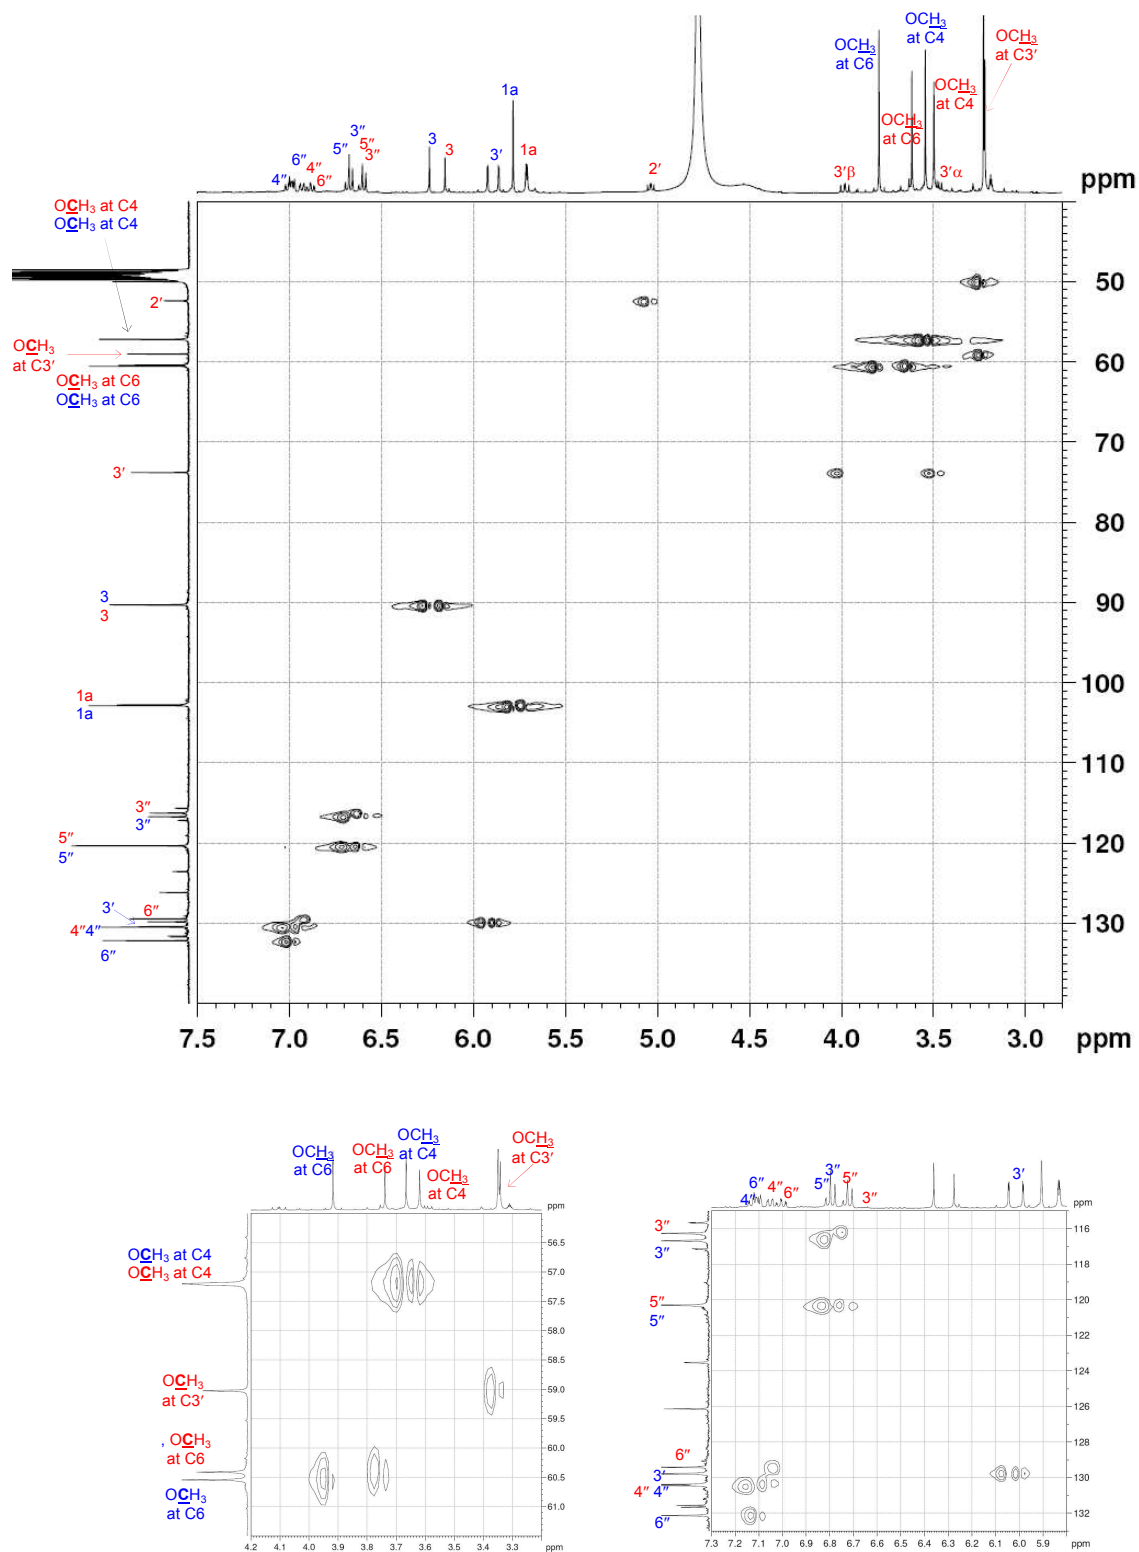 OCH3
at C6
OCH3
at C4
OCH3
at C3′
OCH3
at C4
OCH3
at C6
1a
3
3
3′
1a
3″
5″
5″
3″
6″
4″
4″
6″
2′
3′β
3′α
ppm
OCH3 at C4
OCH3 at C4
2′
OCH3
at C3′
OCH3 at C6
OCH3 at C6
3′
3
3
1a
1a
3″
3″
5″
5″
3′
6″
4″4″
6″
50
60
70
80
90
100
110
120
130
7.5 7.0 6.5 6.0 5.5 5.0 4.5 4.0 3.5 3.0 ppm
OCH3
at C6
OCH3
at C6
OCH3
at C4
OCH3
at C4
OCH3
at C3′
ppm
OCH3 at C4
OCH3 at C4
OCH3
at C3′
, OCH3
at C6
OCH3
at C6
56.5
57.0
57.5
58.0
58.5
59.0
59.5
60.0
60.5
61.0
4.2 4.1 4.0 3.9 3.8 3.7 3.6 3.5 3.4 3.3 ppm
6″
4″
4″
6″
3″
5″
5″
3″
3′
ppm
3″
3″
5″
5″
6″
3′
4″ 4″
6″
116
118
120
122
124
126
128
130
132
7.3 7.2 7.1 7.0 6.9 6.8 6.7 6.6 6.5 6.4 6.3 6.2 6.1 6.0 5.9 ppm